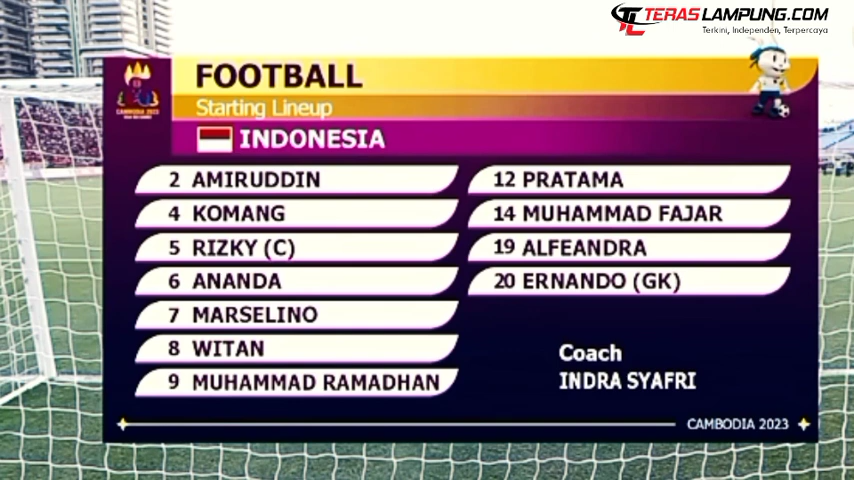 TERASLAMPUNG.COM
Terkini, Independen, Terpercaya
CAMBODIA 2023
FOOTBALL
Starting Lineup
INDONESIA
2 AMIRUDDIN
4 KOMANG
5 RIZKY (C)
6 ANANDA
7 MARSELINO
8 WITAN
9 MUHAMMAD RAMADHAN
12 PRATAMA
14 MUHAMMAD FAJAR
19 ALFEANDRA
20 ERNANDO (GK)
Coach
INDRA SYAFRI
CAMBODIA 2023